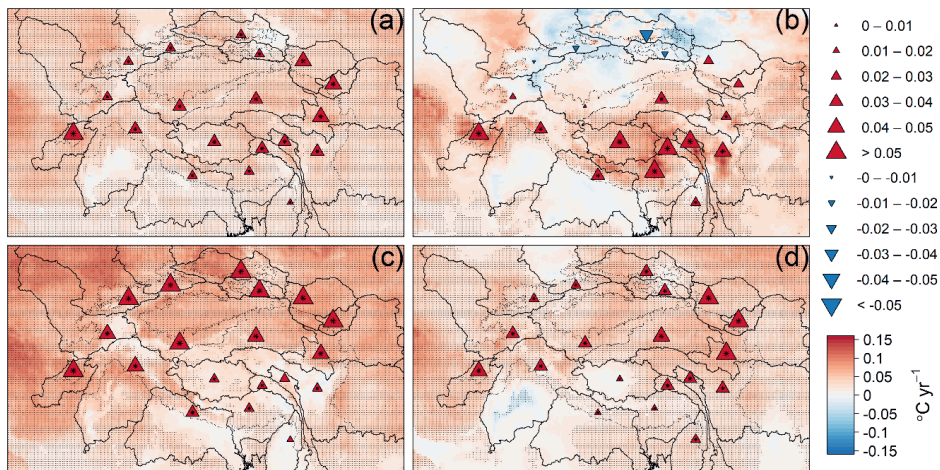 (a)
(b)
(c)
(d)
0 – 0.01
0.01 – 0.02
0.02 – 0.03
0.03 – 0.04
0.04 – 0.05
> 0.05
-0 – -0.01
-0.01 – -0.02
-0.02 – -0.03
-0.03 – -0.04
-0.04 – -0.05
< -0.05
0.15
0.1
0.05
0
-0.05
-0.1
-0.15
°C yr⁻¹